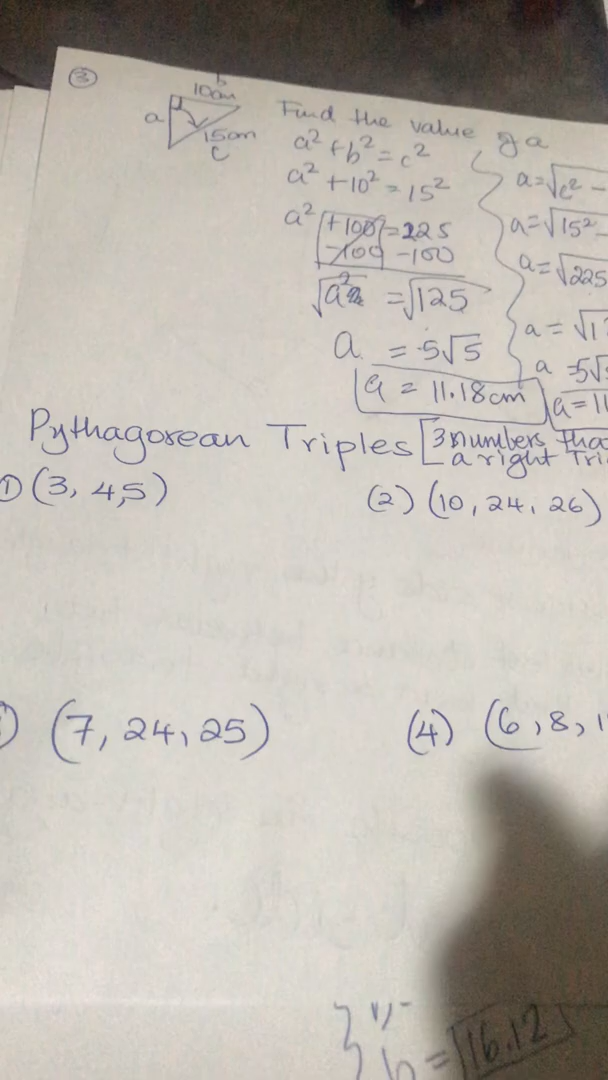 ③
b
10cm
a
15cm
c
Find the value of a
a² + b² = c²
a² + 10² = 15²
a² +100 = 225
-100 -100
√a² = √125
a = 5√5
a = 11.18cm
a = √c² -
a = √15² -
a = √225
a = √1
a 5√
a = 11
Pythagorean Triples [3 numbers
a right
① (3, 4, 5)
(2) (10, 24, 26)
(7, 24, 25)
(4) (6, 8, 1
b = 16.12